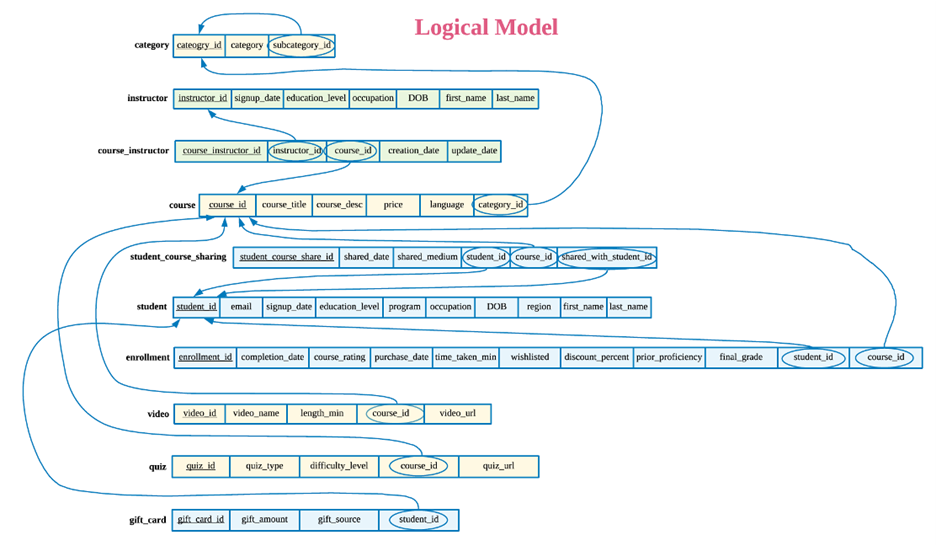 Logical Model
category cateogry_id category subcategory_id
instructor instructor_id signup_date education_level occupation DOB first_name last_name
course_instructor course_instructor_id instructor_id course_id creation_date update_date
course course_id course_title course_desc price language category_id
student_course_sharing student_course_share_id shared_date shared_medium student_id course_id shared_with_student_id
student student_id email signup_date education_level program occupation DOB region first_name last_name
enrollment enrollment_id completion_date course_rating purchase_date time_taken_min wishlisted discount_percent prior_proficiency final_grade student_id course_id
video video_id video_name length_min course_id video_url
quiz quiz_id quiz_type difficulty_level course_id quiz_url
gift_card gift_card_id gift_amount gift_source student_id